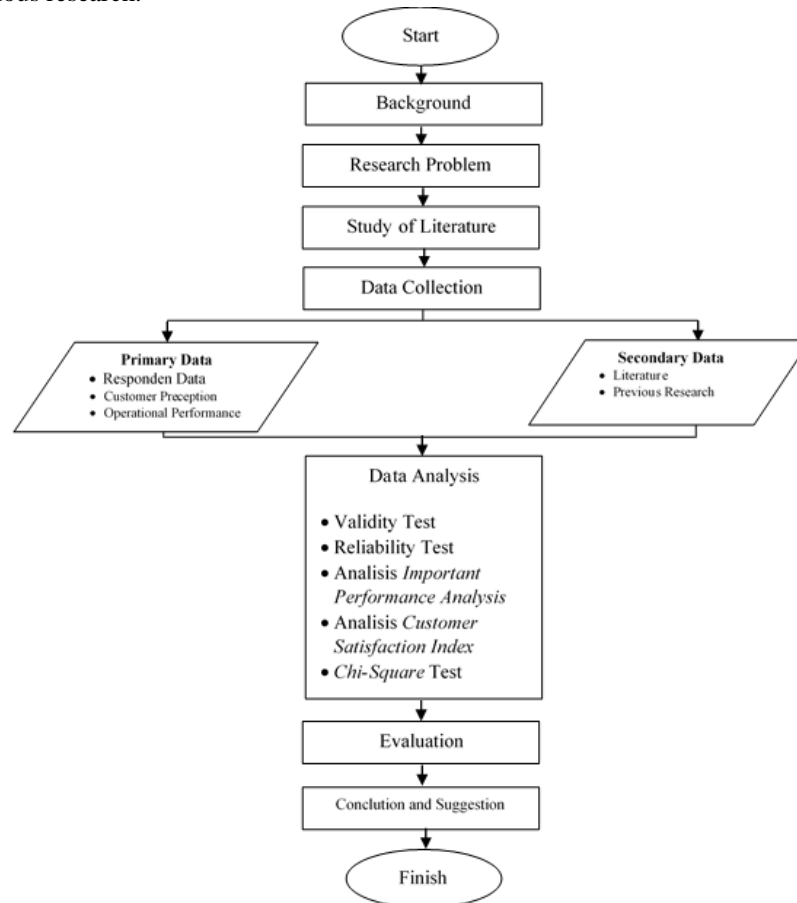 Start
Background
Research Problem
Study of Literature
Data Collection
Primary Data
• Responden Data
• Customer Preception
• Operational Performance
Secondary Data
• Literature
• Previous Research
Data Analysis
• Validity Test
• Reliability Test
• Analisis Important
Performance Analysis
• Analisis Customer
Satisfaction Index
• Chi-Square Test
Evaluation
Conclution and Suggestion
Finish